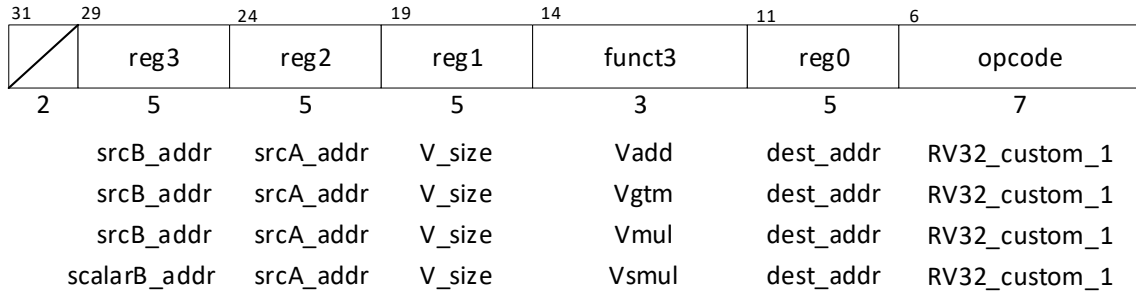 31 29 24 19 14 11 6
reg3 reg2 reg1 funct3 reg0 opcode
2 5 5 5 3 5 7
srcB_addr srcA_addr V_size Vadd dest_addr RV32_custom_1
srcB_addr srcA_addr V_size Vgtm dest_addr RV32_custom_1
srcB_addr srcA_addr V_size Vmul dest_addr RV32_custom_1
scalarB_addr srcA_addr V_size Vsmul dest_addr RV32_custom_1